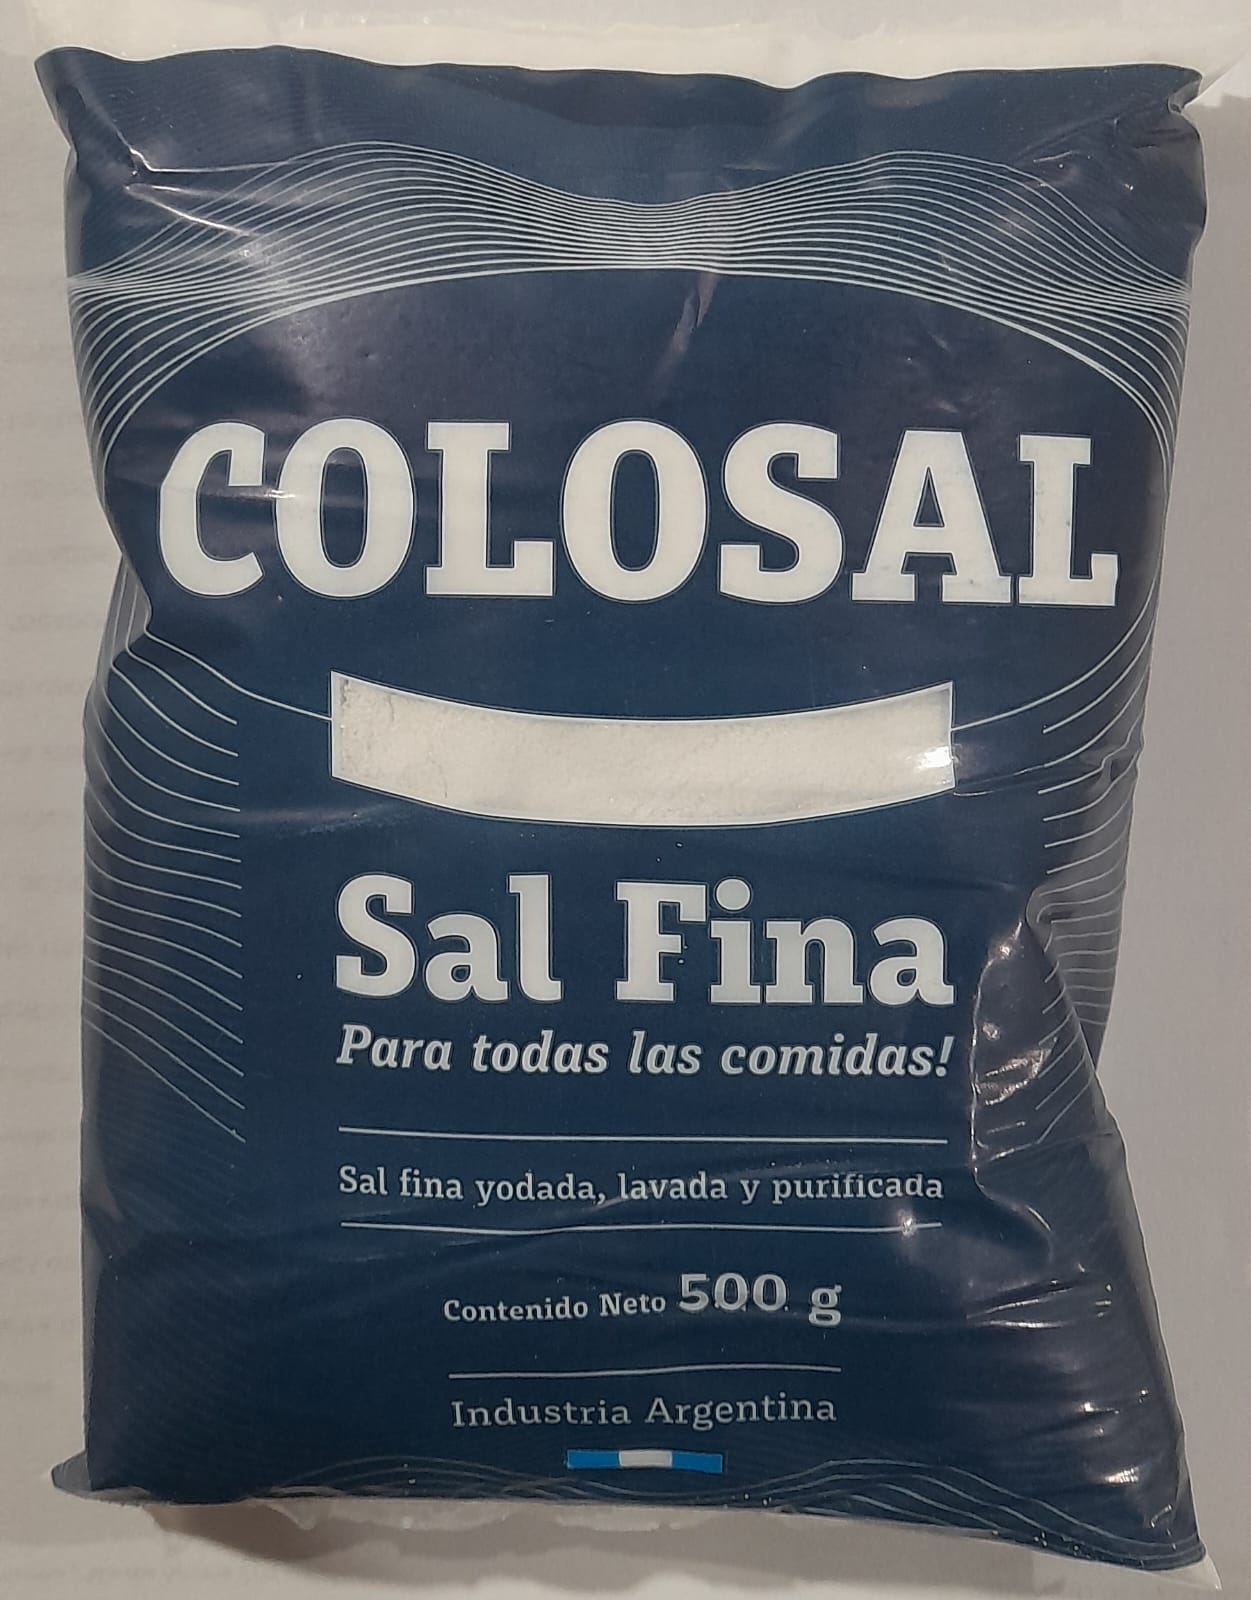 COLOSAL
Sal Fina
Para todas las comidas!
Sal fina yodada, lavada y purificada
Contenido Neto 500 g
Industria Argentina